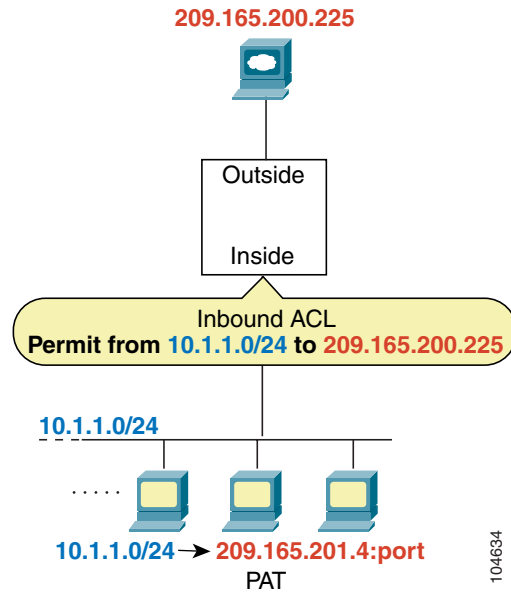 209.165.200.225
Outside
Inside
Inbound ACL
Permit from 10.1.1.0/24 to 209.165.200.225
10.1.1.0/24
10.1.1.0/24 → 209.165.201.4:port
PAT
104634